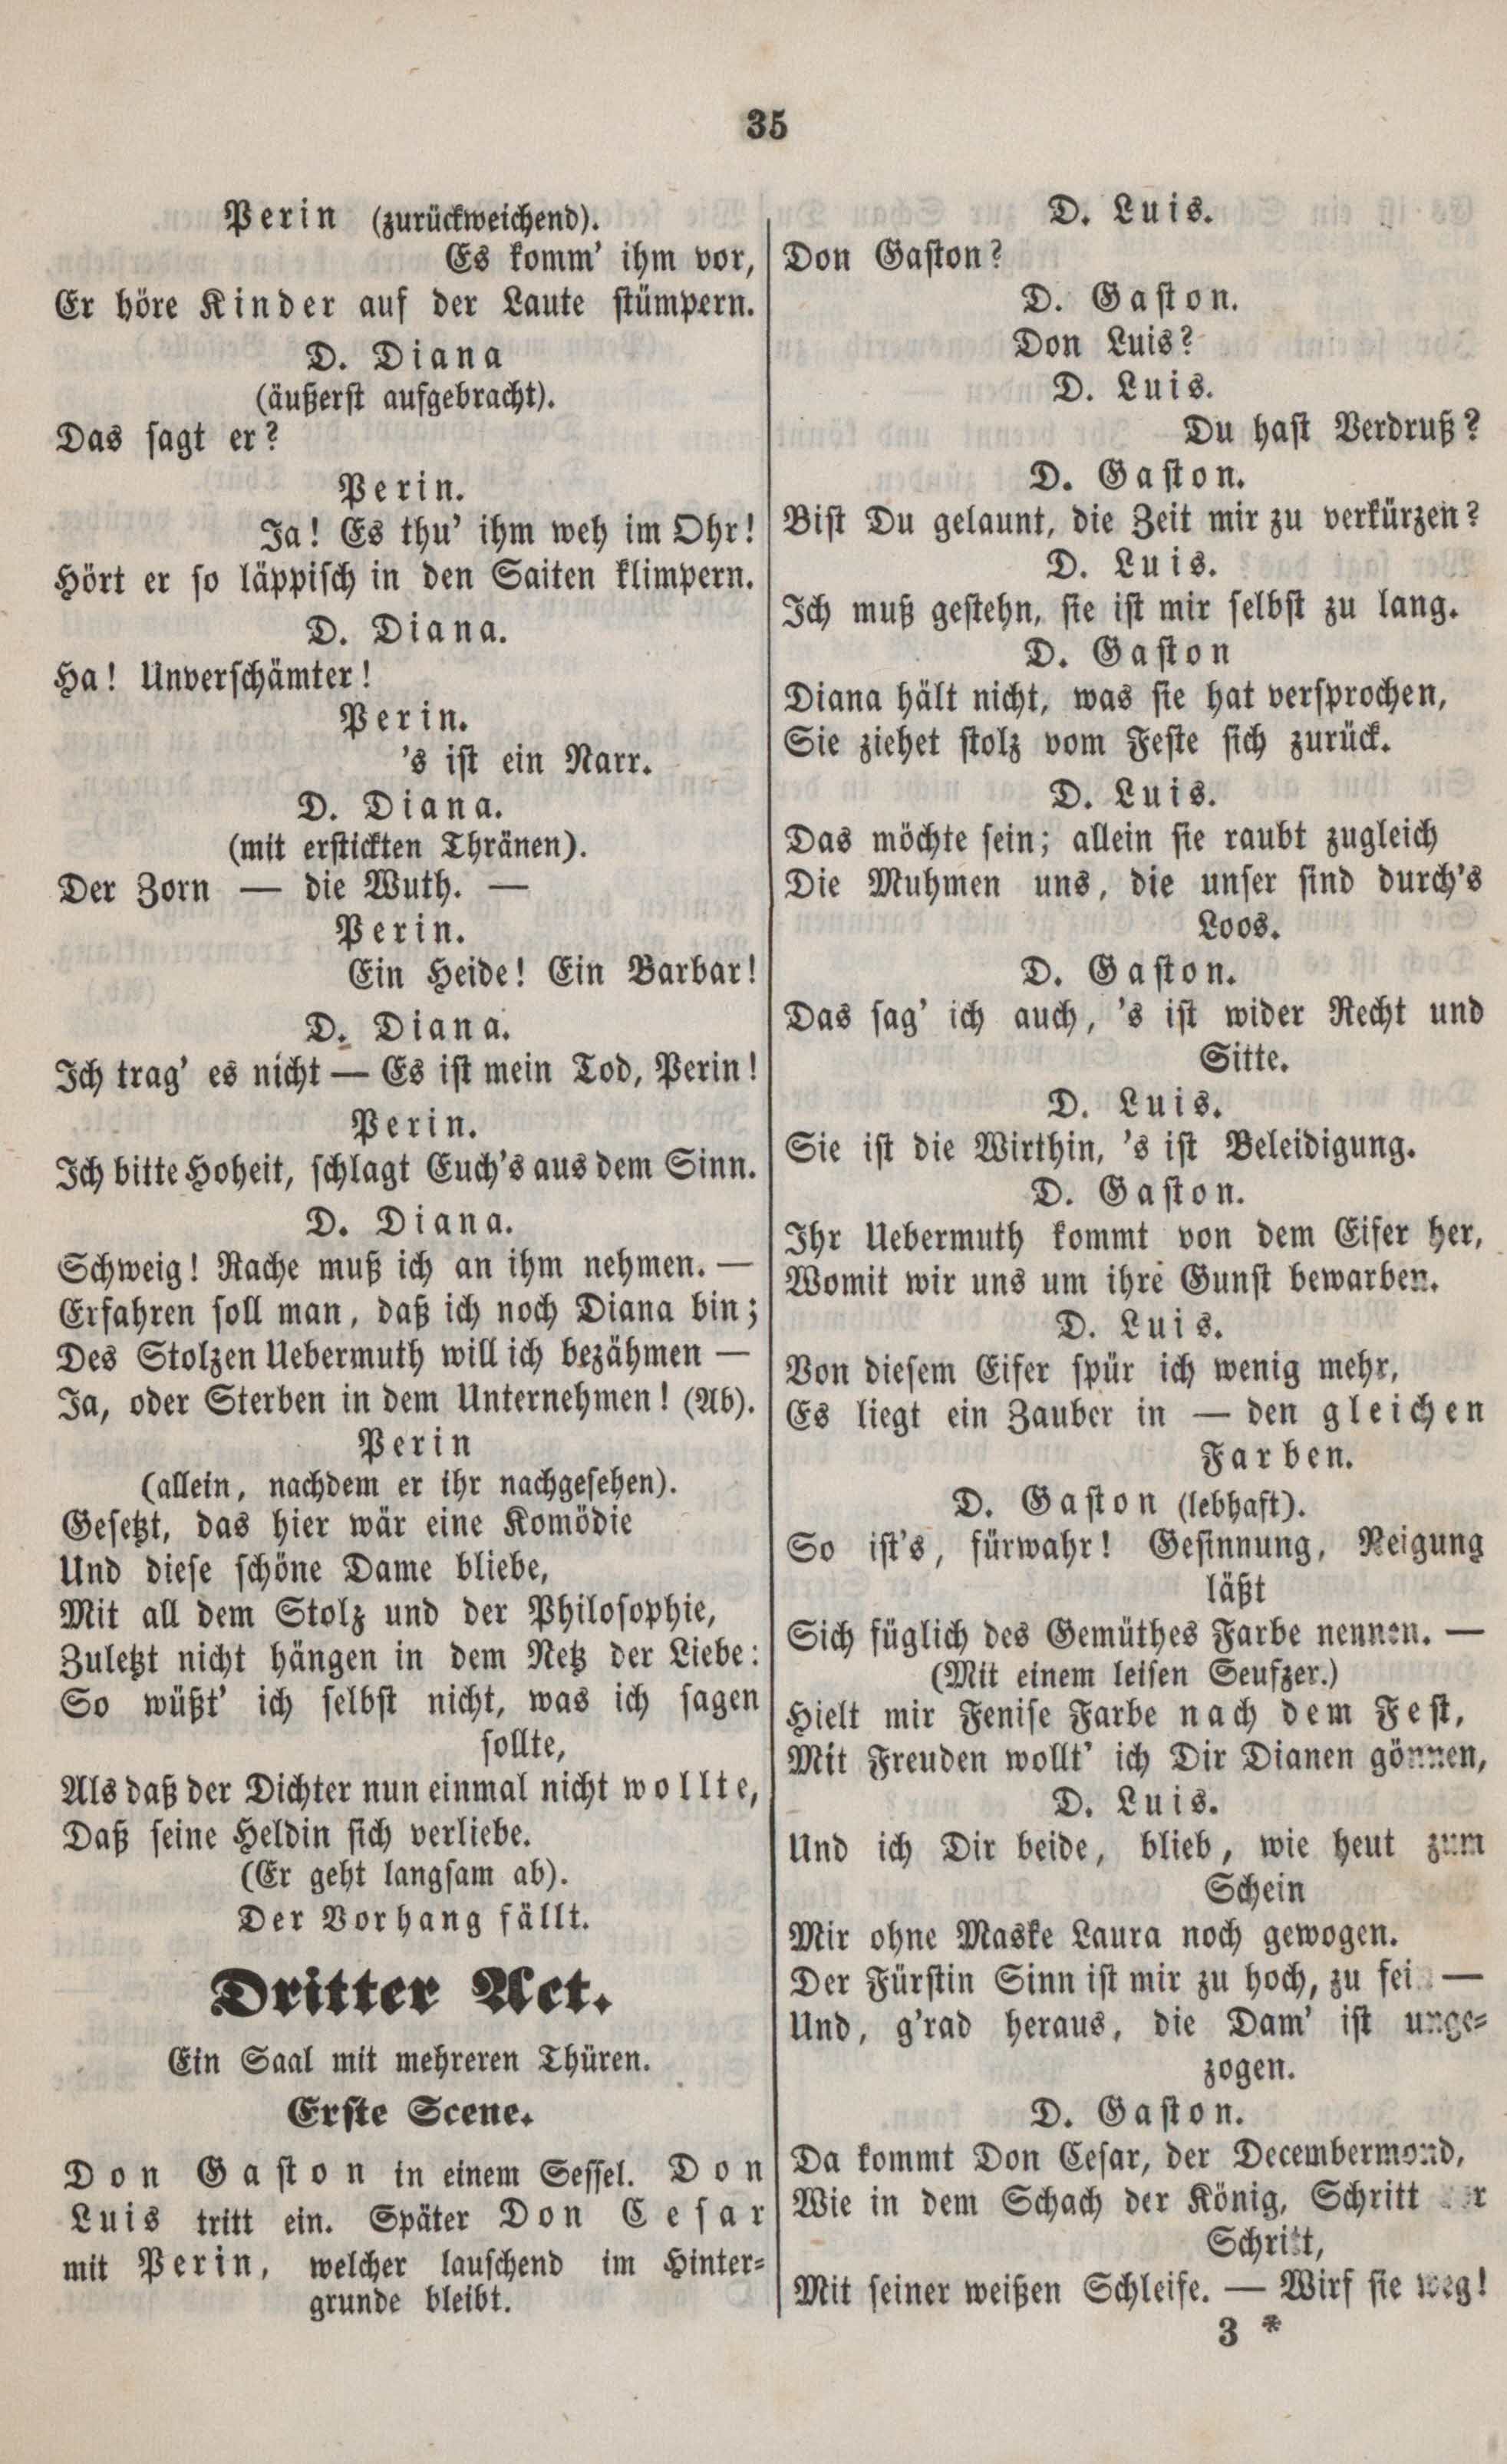 35
Perin (zurückweichend).
Es komm' ihm vor,
Er höre Kinder auf der Laute stümpern.
D. Diana
(äußerst aufgebracht).
Das sagt er?
Perin.
Ja! Es thu' ihm weh im Ohr!
Hört er so läppisch in den Saiten klimpern.
D. Diana.
Ha! Unverschämter!
Perin.
's ist ein Narr.
D. Diana.
(mit erstickten Thränen).
Der Zorn — die Wuth. —
Perin.
Ein Heide! Ein Barbar!
D. Diana.
Ich trag' es nicht — Es ist mein Tod, Perin!
Perin.
Ich bitte Hoheit, schlagt Euch's aus dem Sinn.
D. Diana.
Schweig! Rache muß ich an ihm nehmen. —
Erfahren soll man, daß ich noch Diana bin;
Des Stolzen Uebermuth will ich bezähmen —
Ja, oder Sterben in dem Unternehmen! (Ab).
Perin
(allein, nachdem er ihr nachgesehen).
Gesetzt, das hier wär eine Komödie
Und diese schöne Dame bliebe,
Mit all dem Stolz und der Philosophie,
Zuletzt nicht hängen in dem Netz der Liebe:
So wüßt' ich selbst nicht, was ich sagen
sollte,
Als daß der Dichter nun einmal nicht wollte,
Daß seine Heldin sich verliebe.
(Er geht langsam ab).
Der Vorhang fällt.
Dritter Act.
Ein Saal mit mehreren Thüren.
Erste Scene.
Don Gaston in einem Sessel. Don
Luis tritt ein. Später Don Cesar
mit Perin, welcher lauschend im Hinter-
grunde bleibt.
D. Luis.
Don Gaston?
D. Gaston.
Don Luis?
D. Luis.
Du hast Verdruß?
D. Gaston.
Bist Du gelaunt, die Zeit mir zu verkürzen?
D. Luis.
Ich muß gestehn, sie ist mir selbst zu lang.
D. Gaston
Diana hält nicht, was sie hat versprochen,
Sie ziehet stolz vom Feste sich zurück.
D. Luis.
Das möchte sein; allein sie raubt zugleich
Die Muhmen uns, die unser sind durch's
Loos.
D. Gaston.
Das sag' ich auch, 's ist wider Recht und
Sitte.
D. Luis.
Sie ist die Wirthin, 's ist Beleidigung.
D. Gaston.
Ihr Uebermuth kommt von dem Eifer her,
Womit wir uns um ihre Gunst bewarben.
D. Luis.
Von diesem Eifer spür ich wenig mehr,
Es liegt ein Zauber in — den gleichen
Farben.
D. Gaston (lebhaft).
So ist's, fürwahr! Gesinnung, Neigung
läßt
Sich füglich des Gemüthes Farbe nennen. —
(Mit einem leisen Seufzer.)
Hielt mir Fenise Farbe nach dem Fest,
Mit Freuden wollt' ich Dir Dianen gönnen,
D. Luis.
Und ich Dir beide, blieb, wie heut zum
Schein
Mir ohne Maske Laura noch gewogen.
Der Fürstin Sinn ist mir zu hoch, zu fein —
Und, g'rad heraus, die Dam' ist unge-
zogen.
D. Gaston.
Da kommt Don Cesar, der Decembermond,
Wie in dem Schach der König, Schritt
Schritt,
Mit seiner weißen Schleife. — Wirf sie weg!
3 *